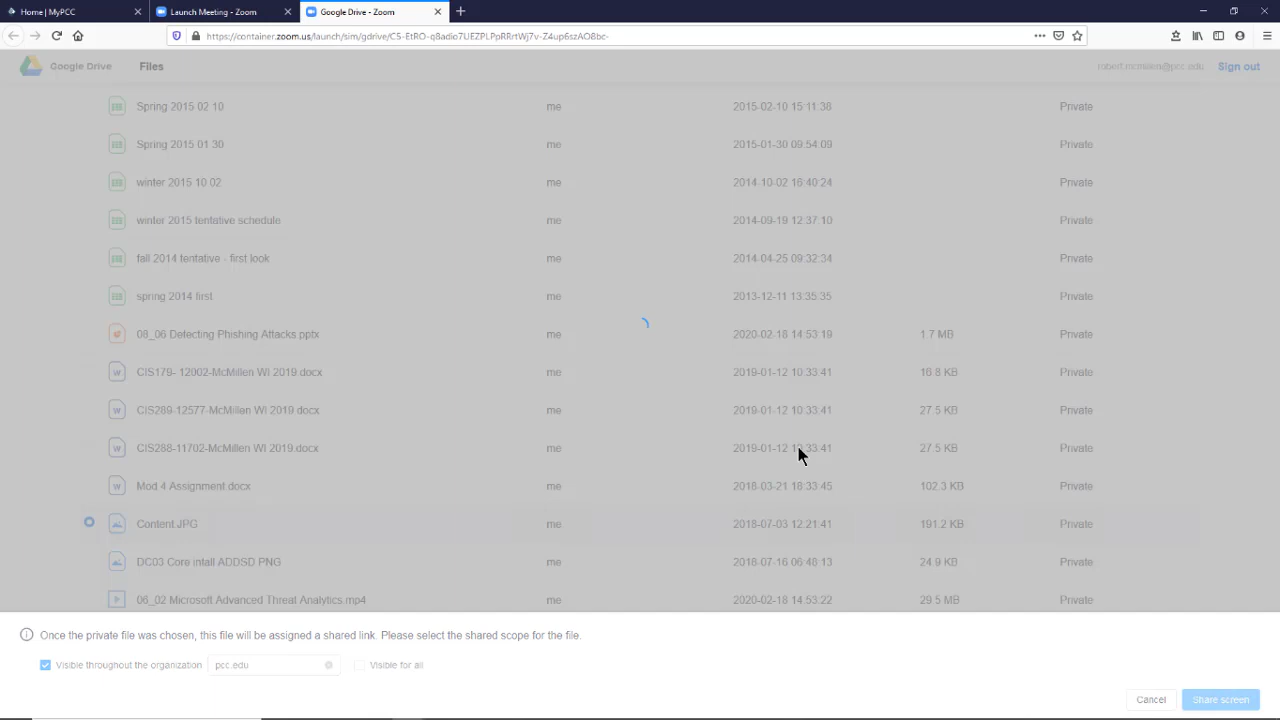 Home | MyPCC
Launch Meeting - Zoom
Google Drive - Zoom
https://container.zoom.us/launch/sim/gdrive/CS-EtRO-q8adio7UEZPLPpRRrtWj7v-Z4up6szAO8bc-
Google Drive Files robert.mcmillen@pcc.edu Sign out
Spring 2015 02 10 me 2015-02-10 15:11:38 Private
Spring 2015 01 30 me 2015-01-30 09:54:09 Private
winter 2015 10 02 me 2014-10-02 16:40:24 Private
winter 2015 tentative schedule me 2014-09-19 12:37:10 Private
fall 2014 tentative - first look me 2014-04-25 09:32:34 Private
spring 2014 first me 2013-12-11 13:35:35 Private
08_06 Detecting Phishing Attacks.pptx me 2020-02-18 14:53:19 1.7 MB Private
CIS179- 12002-McMillen WI 2019.docx me 2019-01-12 10:33:41 16.8 KB Private
CIS289-12577-McMillen WI 2019.docx me 2019-01-12 10:33:41 27.5 KB Private
CIS288-11702-McMillen WI 2019.docx me 2019-01-12 10:33:41 27.5 KB Private
Mod 4 Assignment.docx me 2018-03-21 18:33:45 102.3 KB Private
Content.JPG me 2018-07-03 12:21:41 191.2 KB Private
DC03 Core intall ADDSD.PNG me 2018-07-16 06:48:13 24.9 KB Private
06_02 Microsoft Advanced Threat Analytics.mp4 me 2020-02-18 14:53:22 29.5 MB Private
Once the private file was chosen, this file will be assigned a shared link. Please select the shared scope for the file.
Visible throughout the organization pcc.edu Visible for all
Cancel Share screen